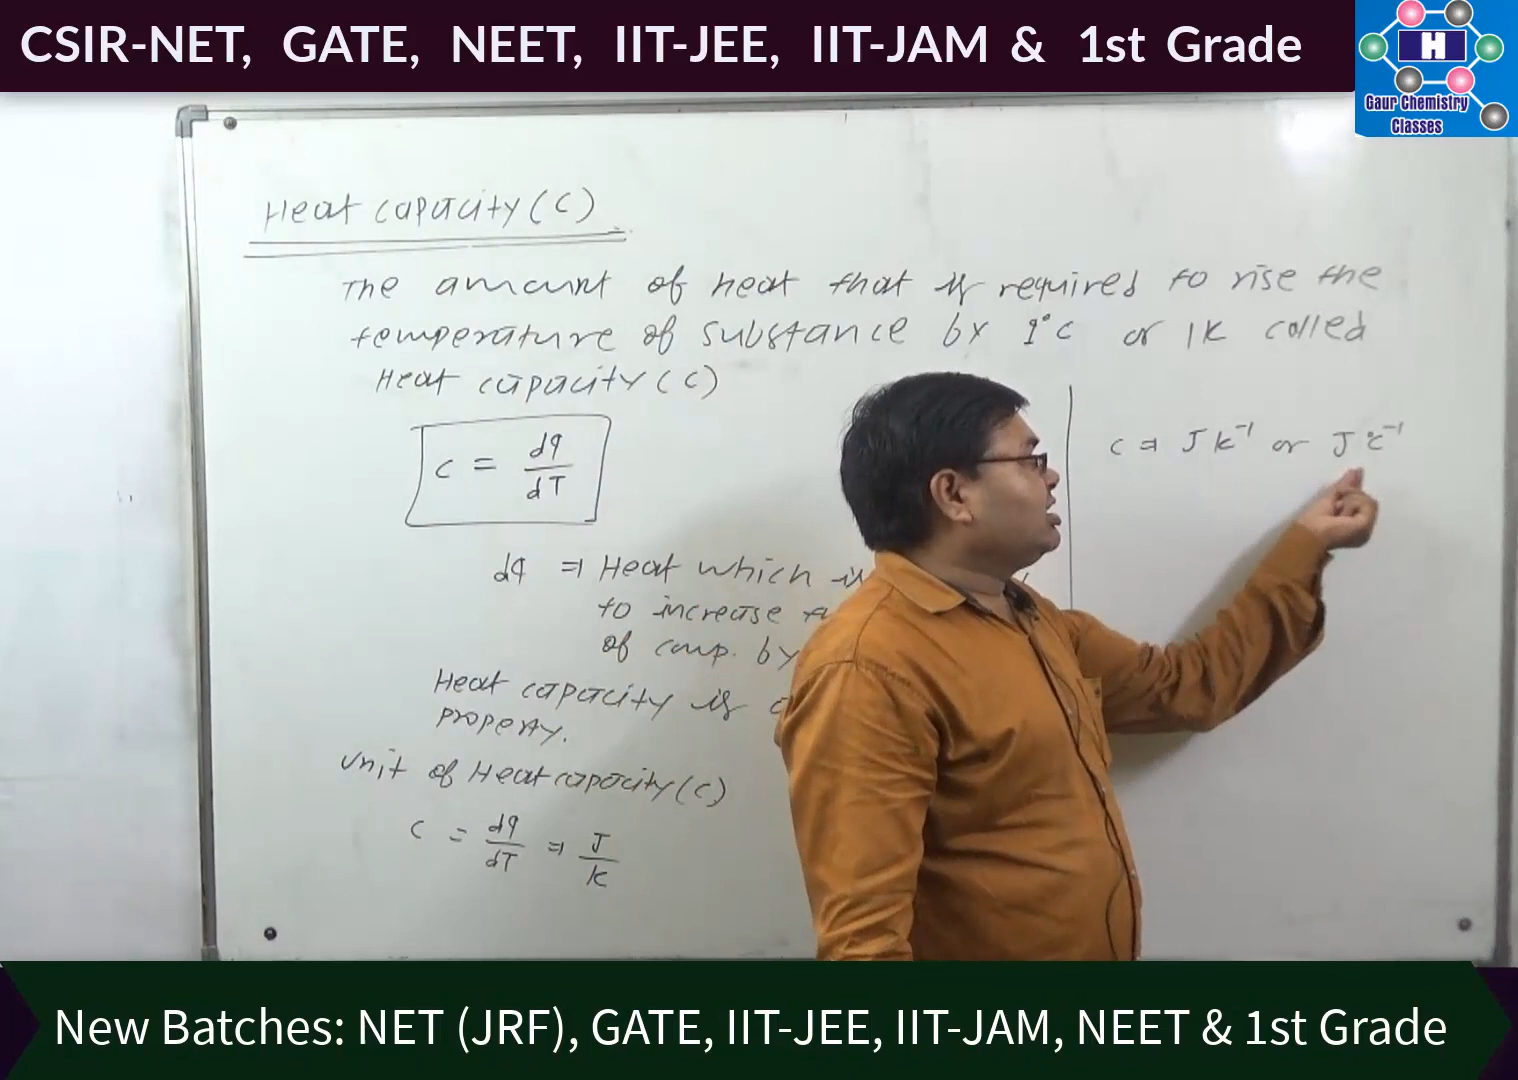 CSIR-NET, GATE, NEET, IIT-JEE, IIT-JAM & 1st Grade
H
Gaur Chemistry
Classes
Heat capacity (C)
The amount of heat that is required to rise the
temperature of substance by 1°C or 1K called
Heat capacity (C)
C = dq/dT
C ⇒ J K⁻¹ or J °C⁻¹
dq ⇒ Heat which
to increase
of comp. by
Heat capacity is
property.
Unit of Heat capacity (C)
C = dq/dT ⇒ J/K
New Batches: NET (JRF), GATE, IIT-JEE, IIT-JAM, NEET & 1st Grade